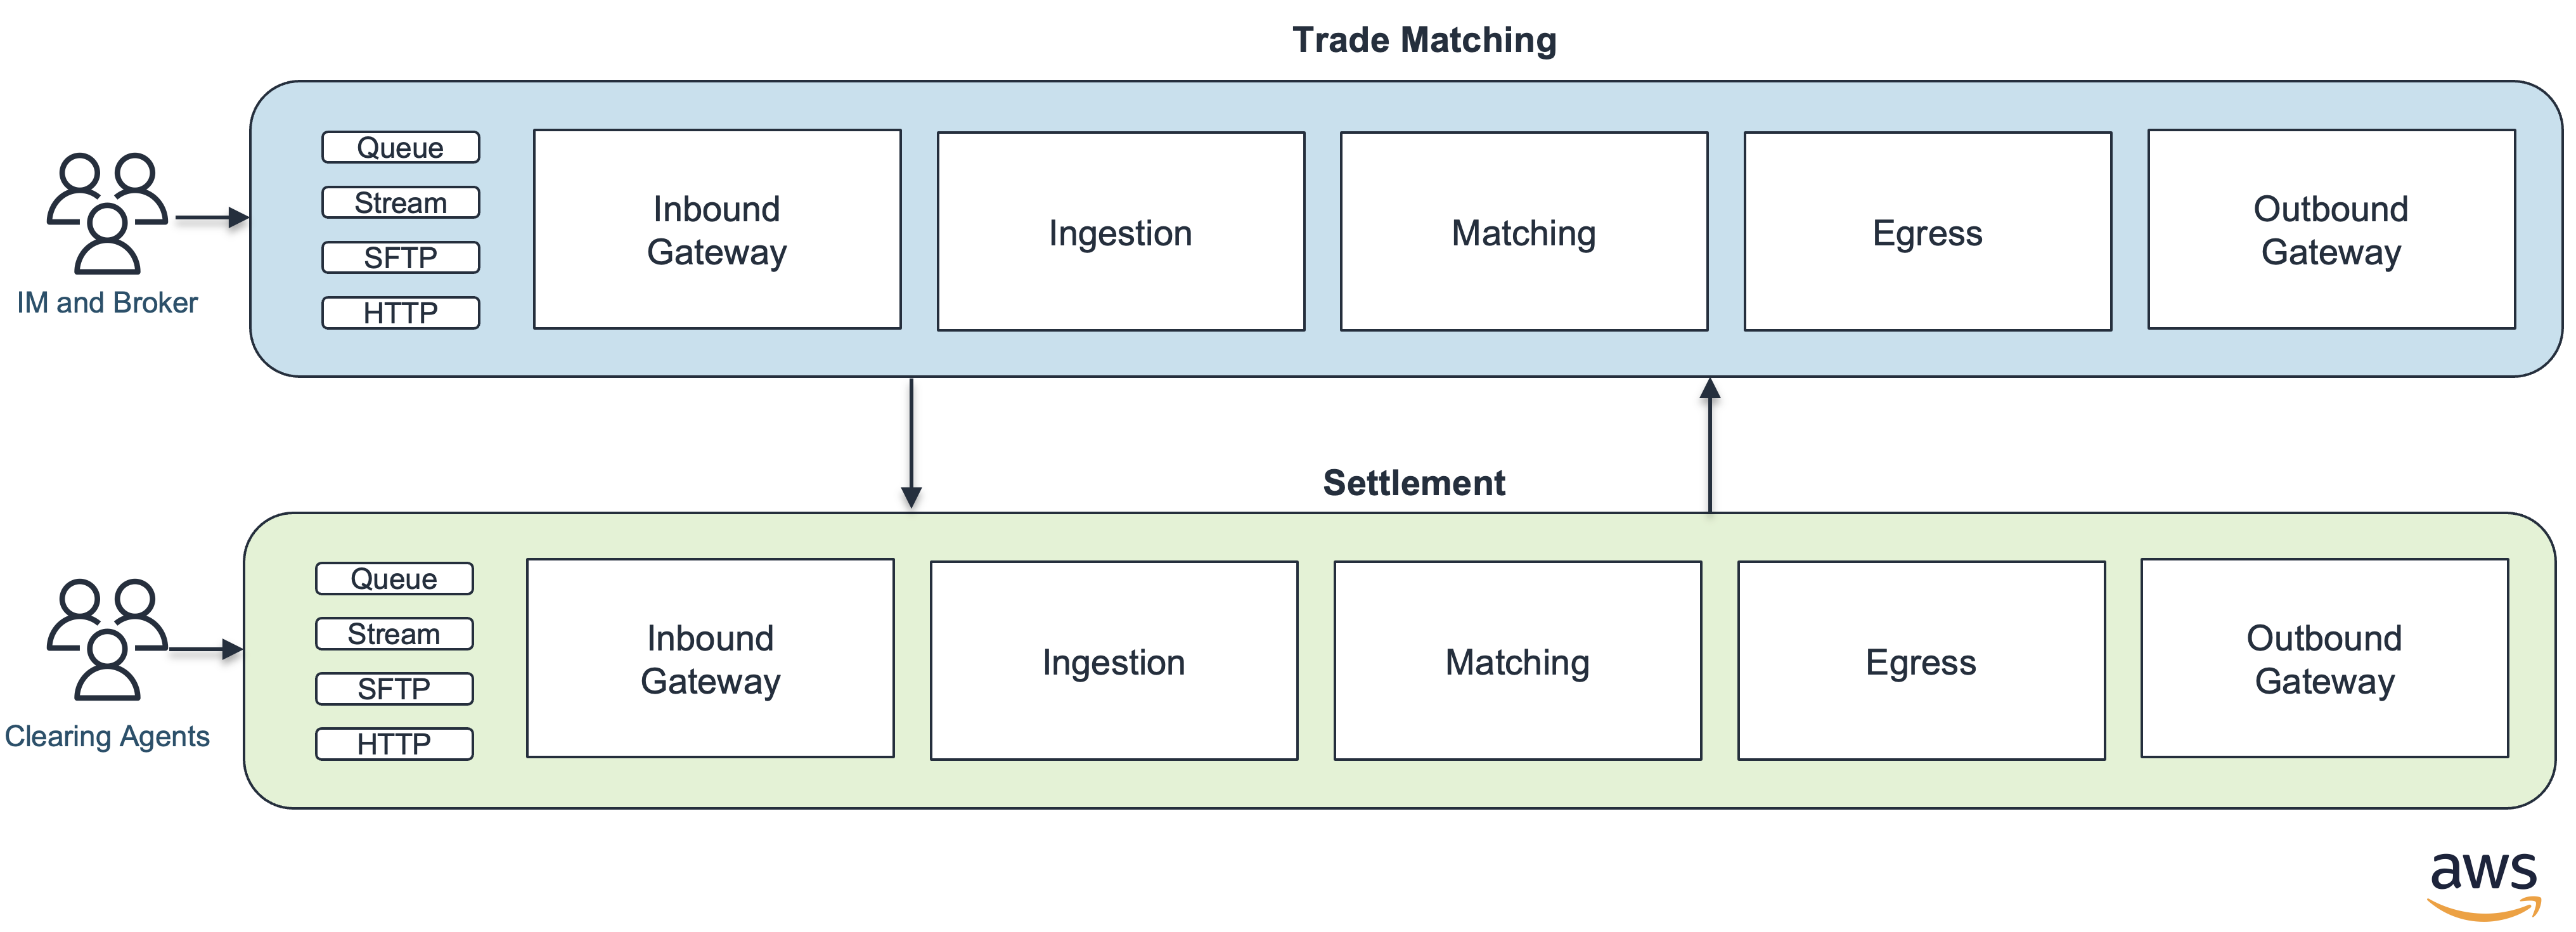 Trade Matching
Queue
Stream
SFTP
HTTP
Inbound
Gateway
Ingestion
Matching
Egress
Outbound
Gateway
IM and Broker
Settlement
Queue
Stream
SFTP
HTTP
Inbound
Gateway
Ingestion
Matching
Egress
Outbound
Gateway
Clearing Agents
aws